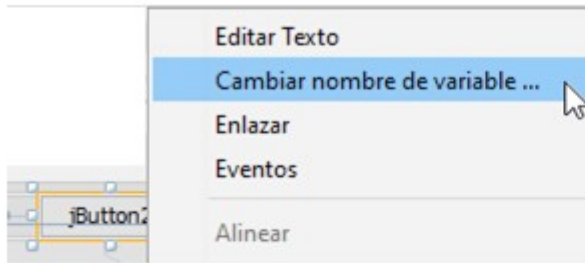 Editar Texto
Cambiar nombre de variable ...
Enlazar
Eventos
jButton2
Alinear